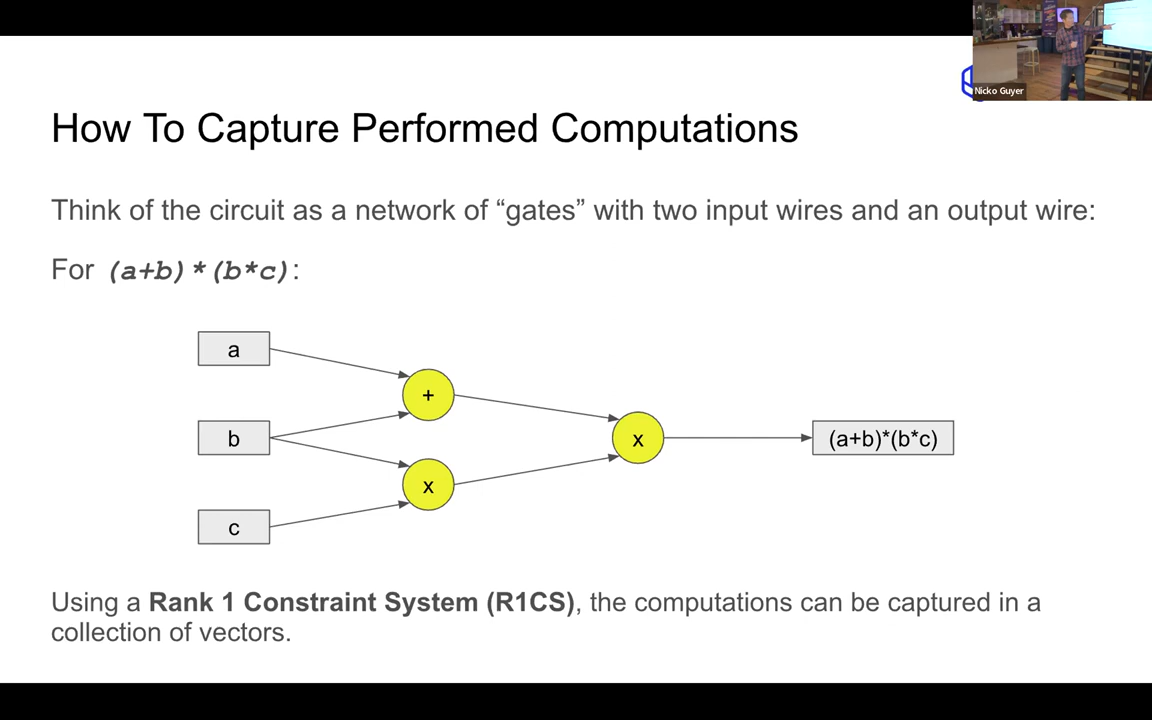 Nicko Guyer
How To Capture Performed Computations
Think of the circuit as a network of “gates” with two input wires and an output wire:
For (a+b)*(b*c):
a
+
b
x
(a+b)*(b*c)
x
c
Using a Rank 1 Constraint System (R1CS), the computations can be captured in a
collection of vectors.